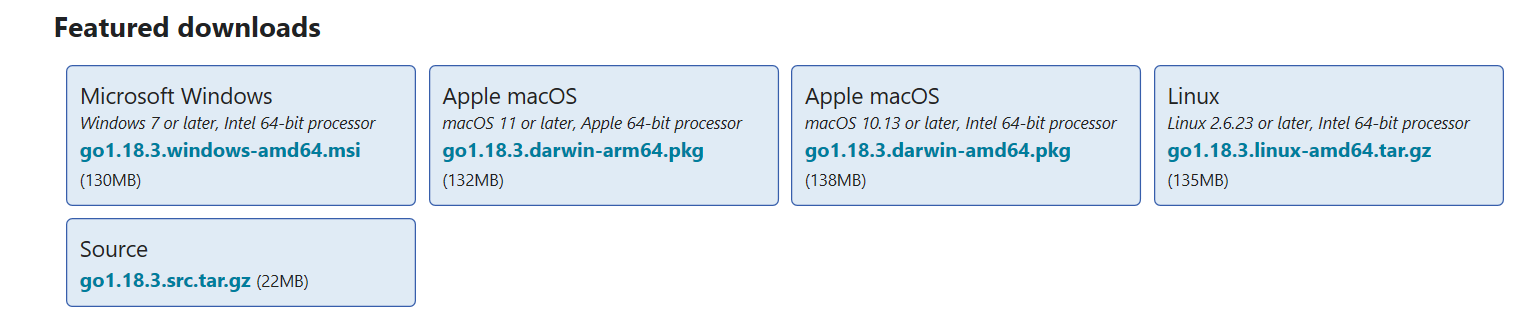 Featured downloads
Microsoft Windows
Windows 7 or later, Intel 64-bit processor
go1.18.3.windows-amd64.msi
(130MB)
Apple macOS
macOS 11 or later, Apple 64-bit processor
go1.18.3.darwin-arm64.pkg
(132MB)
Apple macOS
macOS 10.13 or later, Intel 64-bit processor
go1.18.3.darwin-amd64.pkg
(138MB)
Linux
Linux 2.6.23 or later, Intel 64-bit processor
go1.18.3.linux-amd64.tar.gz
(135MB)
Source
go1.18.3.src.tar.gz (22MB)